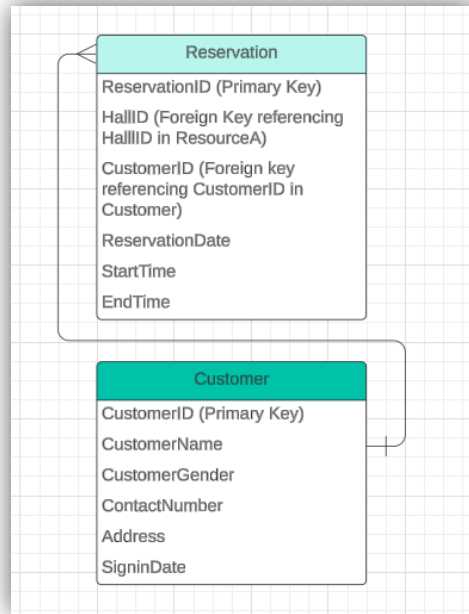 Reservation
ReservationID (Primary Key)
HallID (Foreign Key referencing
HallIID in ResourceA)
CustomerID (Foreign key
referencing CustomerID in
Customer)
ReservationDate
StartTime
EndTime
Customer
CustomerID (Primary Key)
CustomerName
CustomerGender
ContactNumber
Address
SigninDate